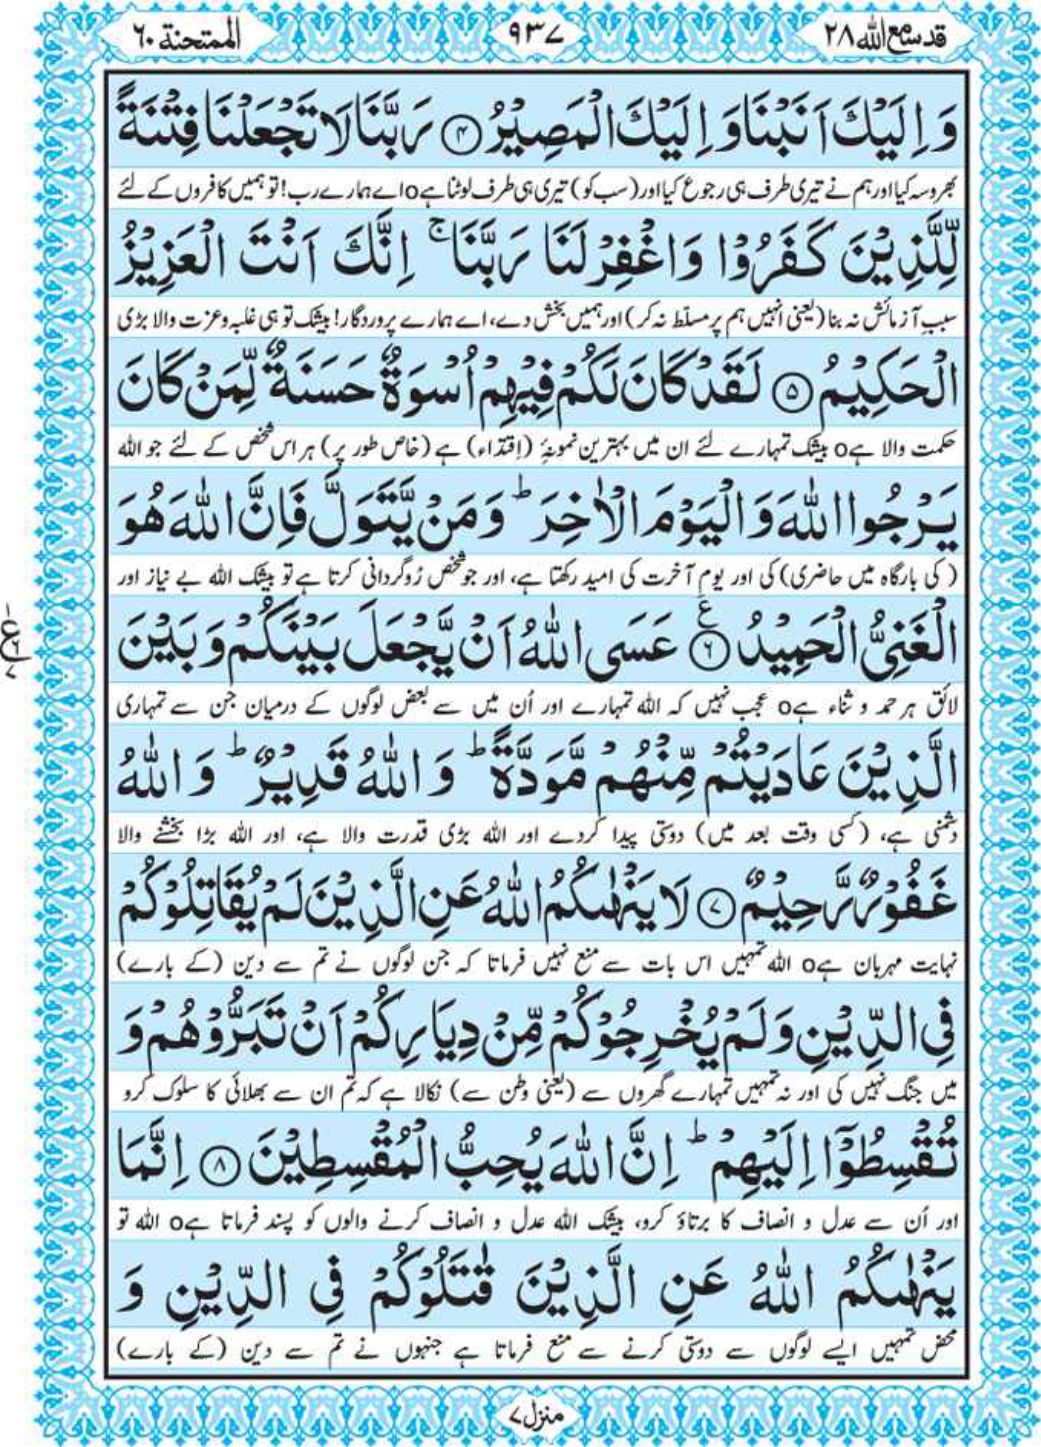 قد سمع الله ٢٨
٩٣٧
الممتحنة ٦٠
وَ اِلَيْكَ اَنَبْنَا وَ اِلَيْكَ الْمَصِيْرُ ۝۴ رَبَّنَا لَا تَجْعَلْنَا فِتْنَةً
بھروسہ کیا اور ہم نے تیری طرف ہی رجوع کیا اور (سب کو) تیری ہی طرف لوٹنا ہےo اے ہمارے رب! تو ہمیں کافروں کے لئے
لِّلَّذِيْنَ كَفَرُوْا وَ اغْفِرْ لَنَا رَبَّنَا ۚ اِنَّكَ اَنْتَ الْعَزِيْزُ
سببِ آزمائش نہ بنا (یعنی انہیں ہم پر مسلّط نہ کر) اور ہمیں بخش دے، اے ہمارے پروردگار! بیشک تو ہی غلبہ و عزت والا بڑی
الْحَكِيْمُ ۝۵ لَقَدْ كَانَ لَكُمْ فِيْهِمْ اُسْوَةٌ حَسَنَةٌ لِّمَنْ كَانَ
حکمت والا ہےo بیشک تمہارے لئے ان میں بہترین نمونۂ (اِقتداء) ہے (خاص طور پر) ہر اس شخص کے لئے جو اللہ
يَرْجُوا اللّٰهَ وَ الْيَوْمَ الْاٰخِرَ ؕ وَ مَنْ يَّتَوَلَّ فَاِنَّ اللّٰهَ هُوَ
(کی بارگاہ میں حاضری) کی اور یومِ آخرت کی امید رکھتا ہے، اور جو شخص رُوگردانی کرتا ہے تو بیشک اللہ بے نیاز اور
الْغَنِيُّ الْحَمِيْدُ ۝۶ ع عَسَى اللّٰهُ اَنْ يَّجْعَلَ بَيْنَكُمْ وَ بَيْنَ
لائقِ ہر حمد و ثناء ہےo عجب نہیں کہ اللہ تمہارے اور اُن میں سے بعض لوگوں کے درمیان جن سے تمہاری
الَّذِيْنَ عَادَيْتُمْ مِّنْهُمْ مَّوَدَّةً ؕ وَ اللّٰهُ قَدِيْرٌ ؕ وَ اللّٰهُ
دشمنی ہے، (کسی وقت بعد میں) دوستی پیدا کردے اور اللہ بڑی قدرت والا ہے، اور اللہ بڑا بخشنے والا
غَفُوْرٌ رَّحِيْمٌ ۝۷ لَا يَنْهٰىكُمُ اللّٰهُ عَنِ الَّذِيْنَ لَمْ يُقَاتِلُوْكُمْ
نہایت مہربان ہےo اللہ تمہیں اس بات سے منع نہیں فرماتا کہ جن لوگوں نے تم سے دین (کے بارے)
فِي الدِّيْنِ وَ لَمْ يُخْرِجُوْكُمْ مِّنْ دِيَارِكُمْ اَنْ تَبَرُّوْهُمْ وَ
میں جنگ نہیں کی اور نہ تمہیں تمہارے گھروں سے (یعنی وطن سے) نکالا ہے کہ تم ان سے بھلائی کا سلوک کرو
تُقْسِطُوْۤا اِلَيْهِمْ ؕ اِنَّ اللّٰهَ يُحِبُّ الْمُقْسِطِيْنَ ۝۸ اِنَّمَا
اور اُن سے عدل و انصاف کا برتاؤ کرو، بیشک اللہ عدل و انصاف کرنے والوں کو پسند فرماتا ہےo اللہ تو
يَنْهٰىكُمُ اللّٰهُ عَنِ الَّذِيْنَ قٰتَلُوْكُمْ فِي الدِّيْنِ وَ
محض تمہیں ایسے لوگوں سے دوستی کرنے سے منع فرماتا ہے جنہوں نے تم سے دین (کے بارے)
منزل ٧